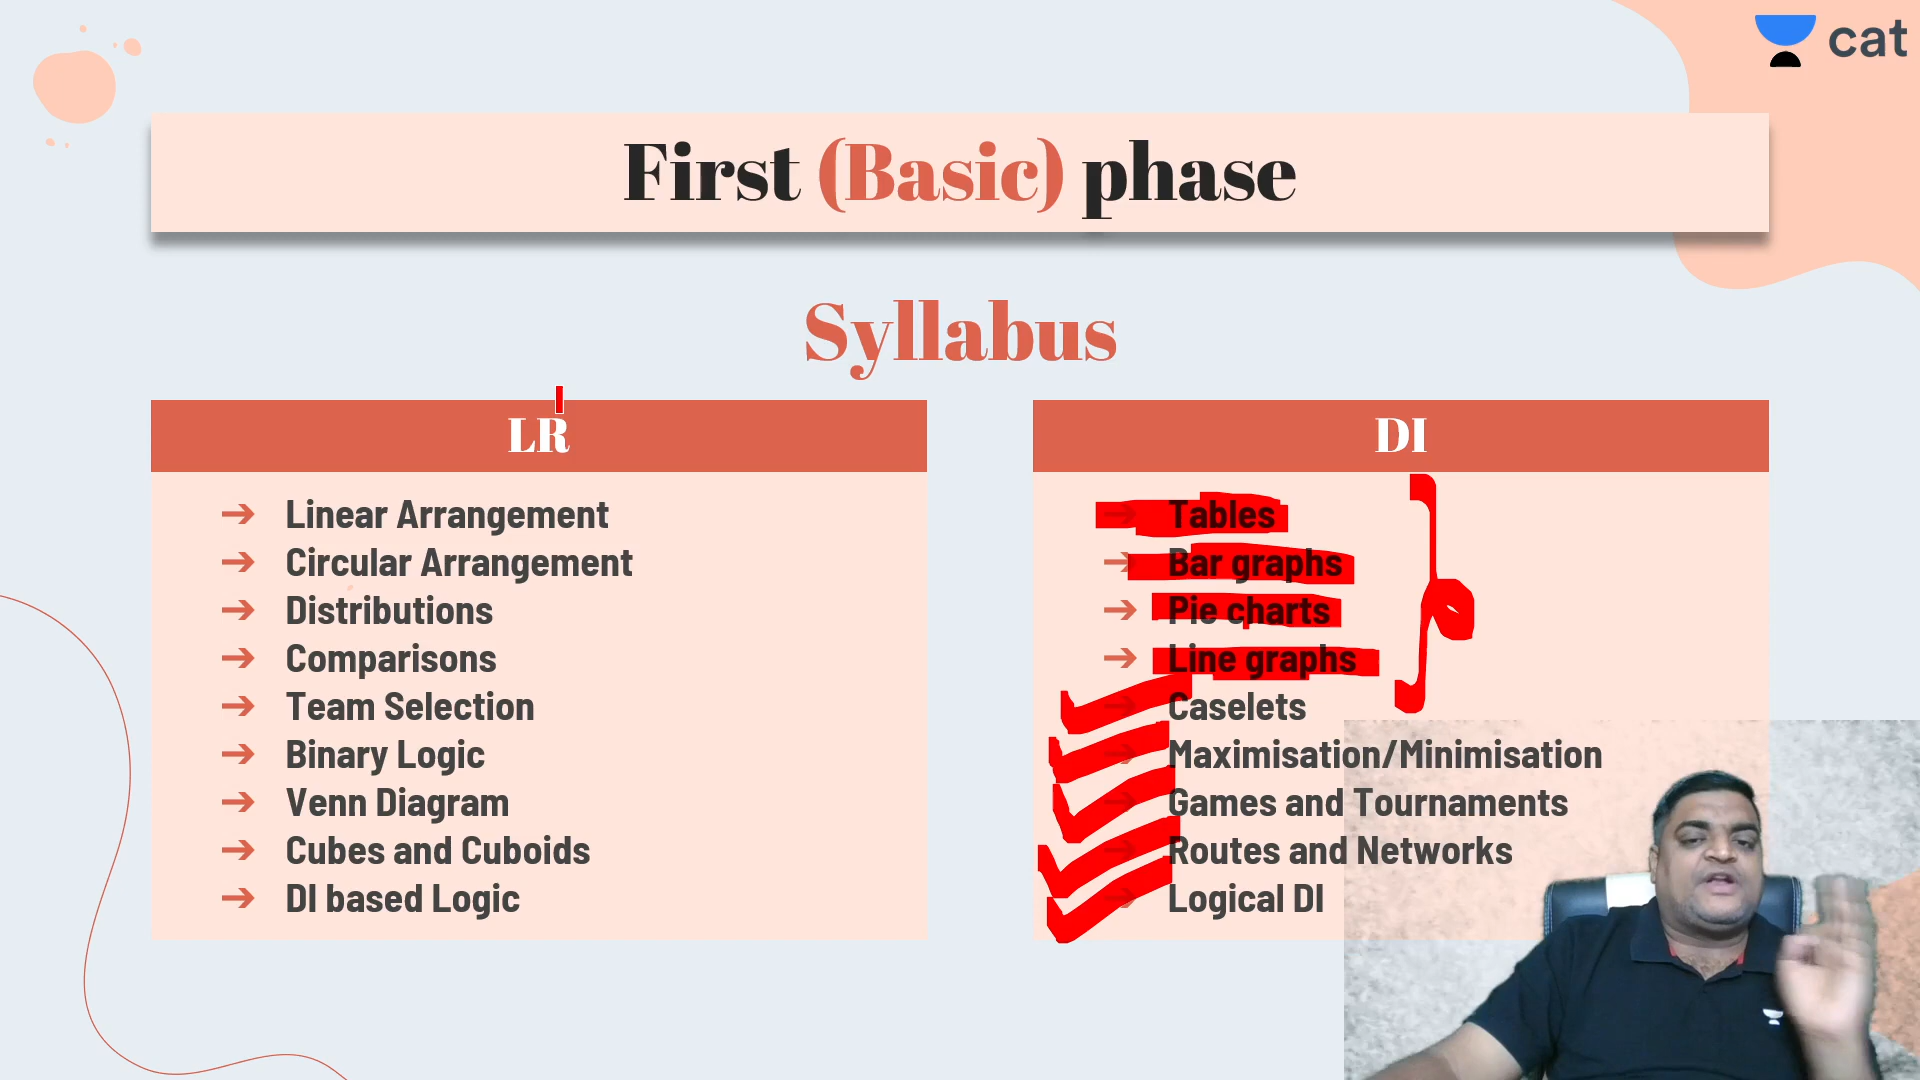 cat
First (Basic) phase
Syllabus
LR
Linear Arrangement
Circular Arrangement
Distributions
Comparisons
Team Selection
Binary Logic
Venn Diagram
Cubes and Cuboids
DI based Logic
DI
Tables
Bar graphs
Pie charts
Line graphs
Caselets
Maximisation/Minimisation
Games and Tournaments
Routes and Networks
Logical DI